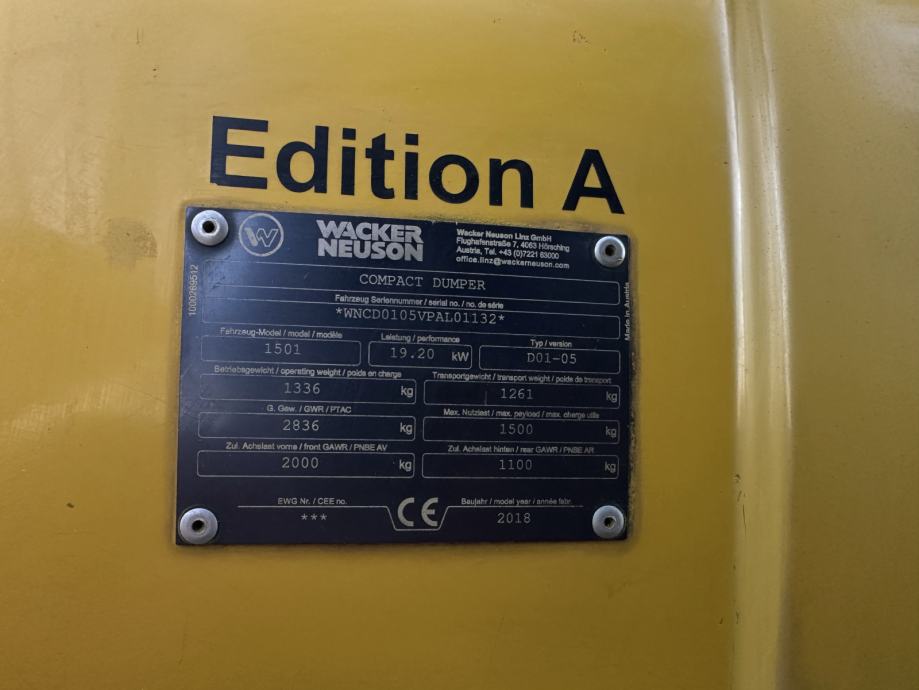 Edition A
W
WACKER
NEUSON
Wacker Neuson Linz GmbH
Flughafenstraße 7, 4063 Hörsching
Austria, Tel. +43 (0)7221 63000
office.linz@wackerneuson.com
1000269512
COMPACT DUMPER
Fahrzeug Seriennummer / serial no. / no. de série
*WNCD0105VPAL01132*
Made in Austria
Fahrzeug-Model / model / modèle
Leistung / performance
Typ / version
1501
19.20 kW
D01-05
Betriebsgewicht / operating weight / poids en charge
Transportgewicht / transport weight / poids de transport
1336 kg
1261 kg
G. Gew. / GWR / PTAC
Max. Nutzlast / max. payload / max. charge utile
2836 kg
1500 kg
Zul. Achslast vorne / front GAWR / PNBE AV
Zul. Achslast hinten / rear GAWR / PNBE AR
2000 kg
1100 kg
EWG Nr. / CEE no.
CE
Baujahr / model year / année fabr.
***
2018